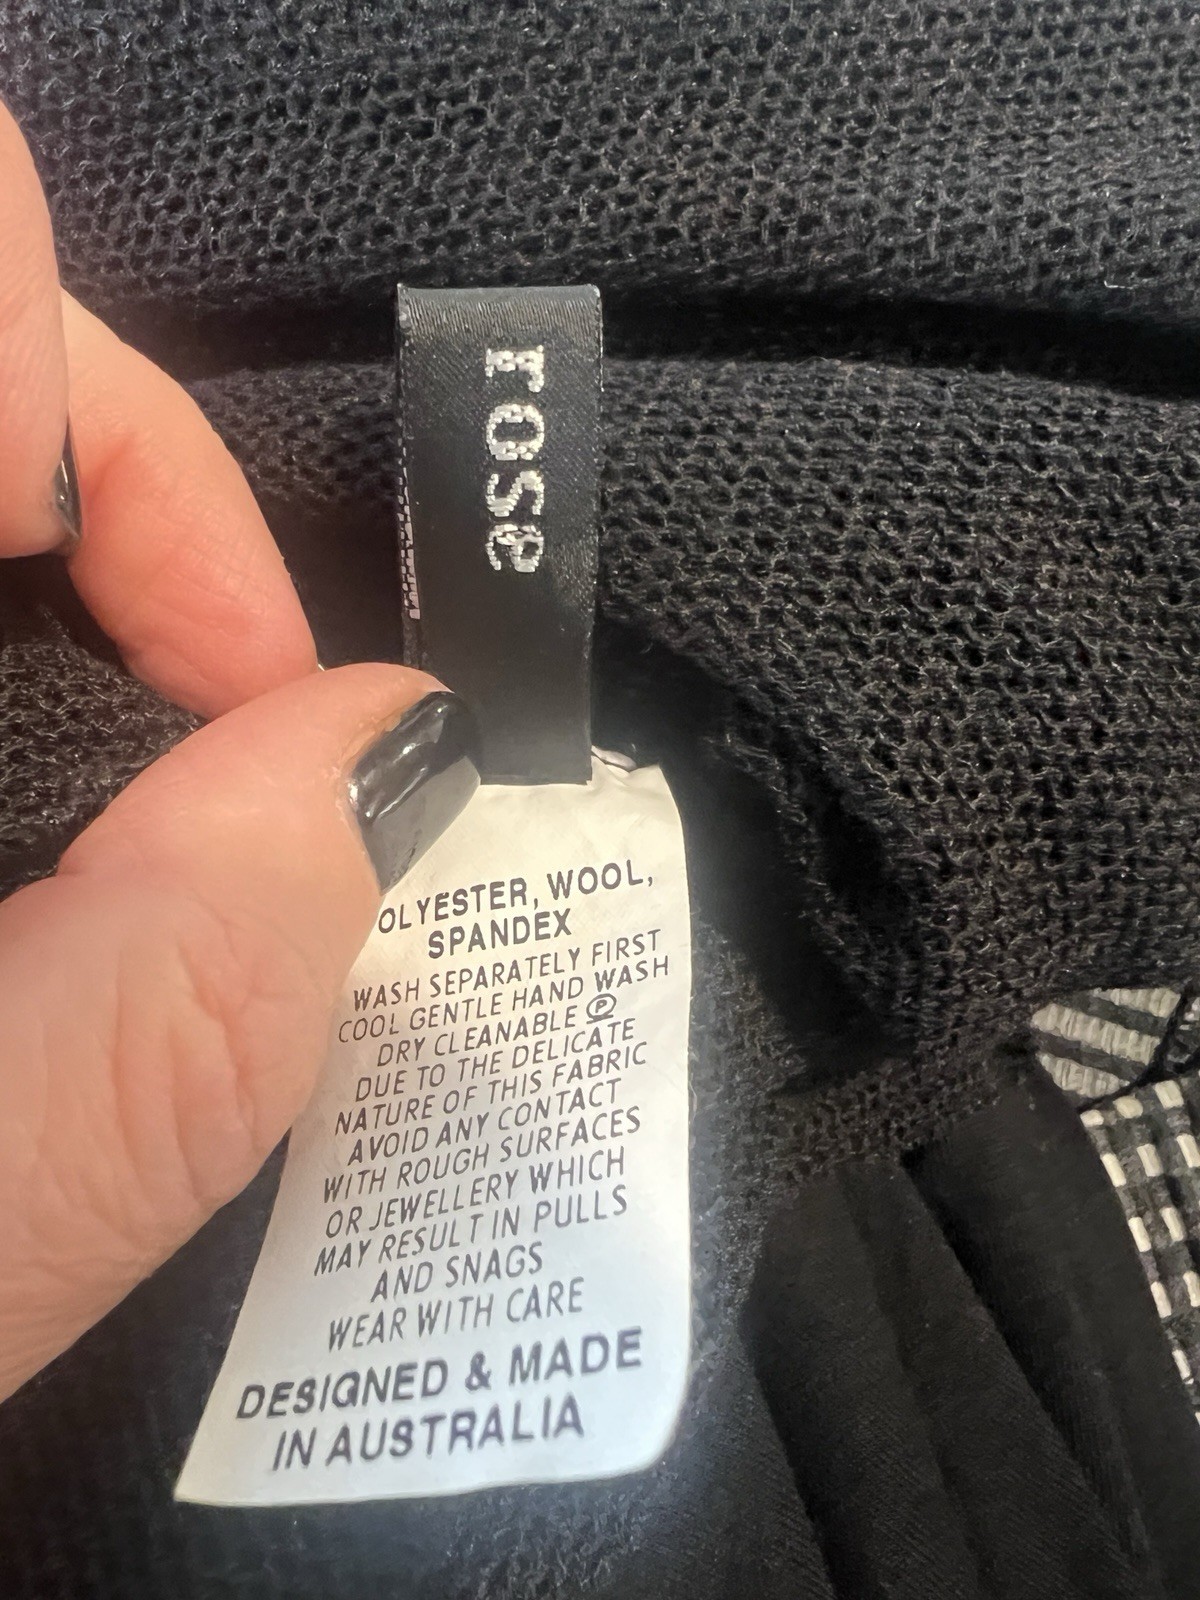 rose
OLYESTER, WOOL,
SPANDEX
WASH SEPARATELY FIRST
COOL GENTLE HAND WASH
DRY CLEANABLE Ⓟ
DUE TO THE DELICATE
NATURE OF THIS FABRIC
AVOID ANY CONTACT
WITH ROUGH SURFACES
OR JEWELLERY WHICH
MAY RESULT IN PULLS
AND SNAGS
WEAR WITH CARE
DESIGNED & MADE
IN AUSTRALIA